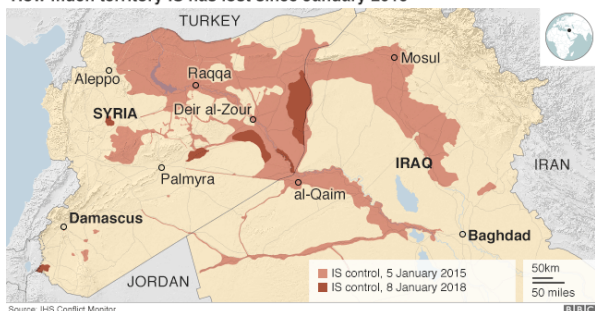 TURKEY
Mosul
Aleppo
Raqqa
SYRIA
Deir al-Zour
IRAQ
IRAN
Palmyra
al-Qaim
Damascus
Baghdad
JORDAN
IS control, 5 January 2015
IS control, 8 January 2018
50km
50 miles
Source: IHS Conflict Monitor
BBC